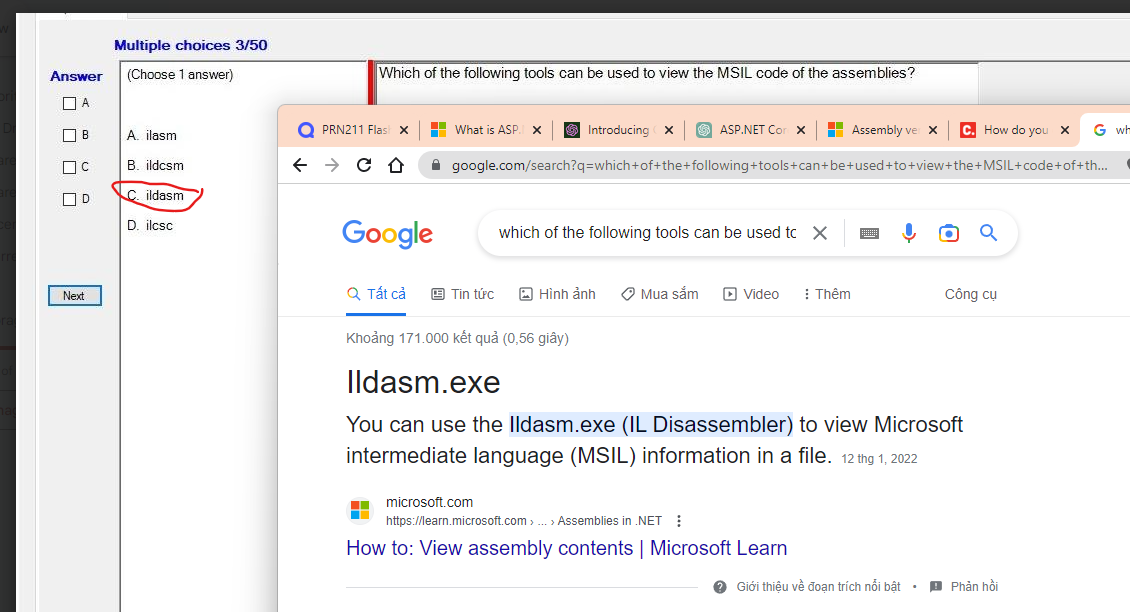 Multiple choices 3/50
Answer
(Choose 1 answer)
Which of the following tools can be used to view the MSIL code of the assemblies?
A
B
C
D
A. ilasm
B. ildcsm
C. ildasm
D. ilcsc
Next
PRN211 Flas
What is ASP.
Introducing
ASP.NET Cor
Assembly ve
How do you
wh
google.com/search?q=which+of+the+following+tools+can+be+used+to+view+the+MSIL+code+of+th...
Google
which of the following tools can be used to
Tất cả
Tin tức
Hình ảnh
Mua sắm
Video
Thêm
Công cụ
Khoảng 171.000 kết quả (0,56 giây)
Ildasm.exe
You can use the Ildasm.exe (IL Disassembler) to view Microsoft
intermediate language (MSIL) information in a file. 12 thg 1, 2022
microsoft.com
https://learn.microsoft.com › ... › Assemblies in .NET
How to: View assembly contents | Microsoft Learn
Giới thiệu về đoạn trích nổi bật • Phản hồi